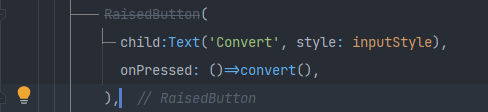 RaisedButton(
child:Text('Convert', style: inputStyle),
onPressed: ()=>convert(),
), // RaisedButton